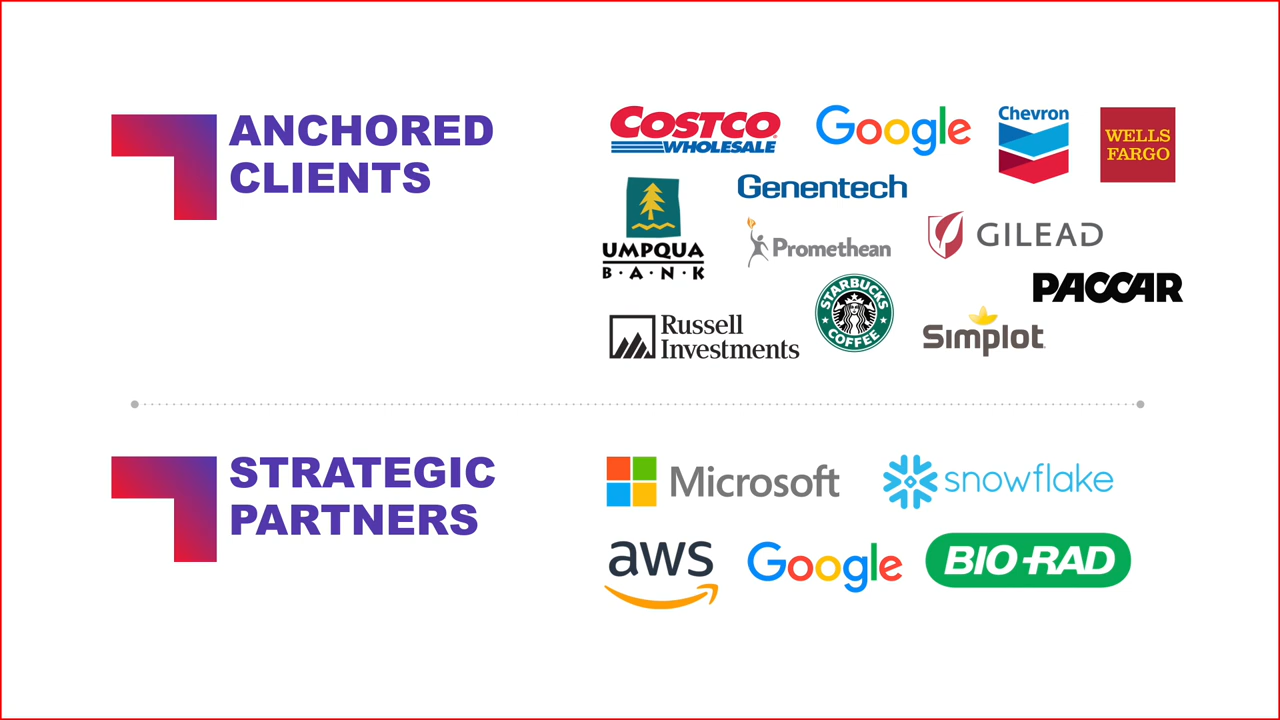 ANCHORED
CLIENTS
COSTCO
WHOLESALE
Google
Chevron
WELLS
FARGO
Genentech
UMPQUA
B·A·N·K
Promethean
GILEAD
PACCAR
STARBUCKS
COFFEE
Simplot
Russell
Investments
STRATEGIC
PARTNERS
Microsoft
snowflake
aws
Google
BIO-RAD